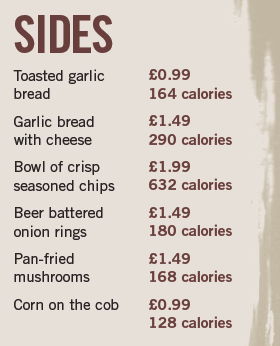 SIDES
Toasted garlic £0.99
bread 164 calories
Garlic bread £1.49
with cheese 290 calories
Bowl of crisp £1.99
seasoned chips 632 calories
Beer battered £1.49
onion rings 180 calories
Pan-fried £1.49
mushrooms 168 calories
Corn on the cob £0.99
128 calories